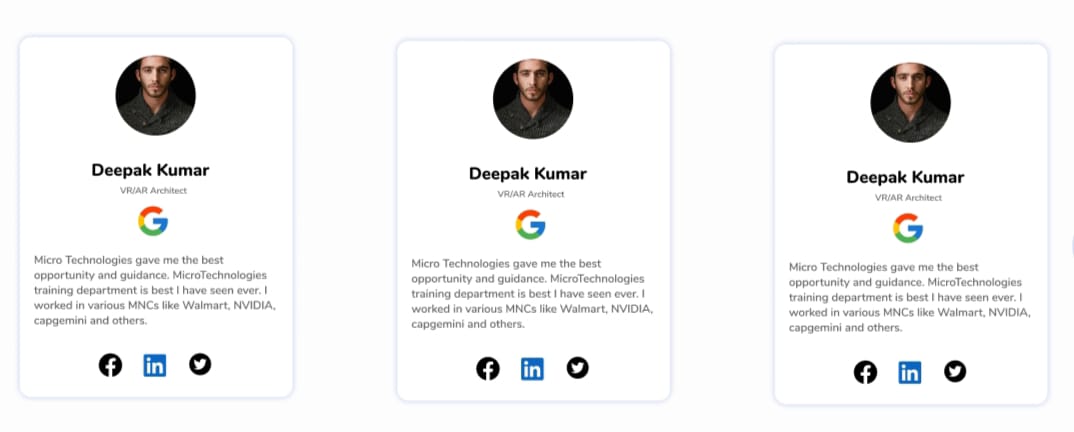 Deepak Kumar
VR/AR Architect
Micro Technologies gave me the best
opportunity and guidance. MicroTechnologies
training department is best I have seen ever. I
worked in various MNCs like Walmart, NVIDIA,
capgemini and others.
in
Deepak Kumar
VR/AR Architect
Micro Technologies gave me the best
opportunity and guidance. MicroTechnologies
training department is best I have seen ever. I
worked in various MNCs like Walmart, NVIDIA,
capgemini and others.
in
Deepak Kumar
VR/AR Architect
Micro Technologies gave me the best
opportunity and guidance. MicroTechnologies
training department is best I have seen ever. I
worked in various MNCs like Walmart, NVIDIA,
capgemini and others.
in